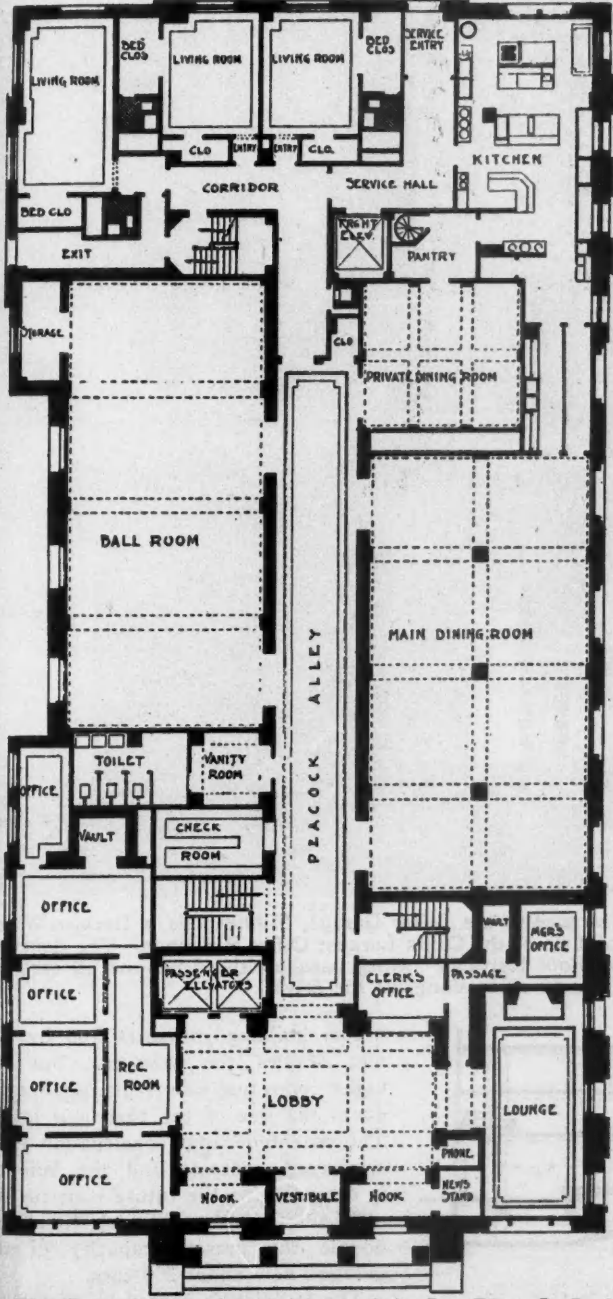 LIVING ROOM
BED CLOS
LIVING ROOM
LIVING ROOM
BED CLOS
SERVICE ENTRY
KITCHEN
CLO
ENTRY
ENTRY
CLO.
CORRIDOR
SERVICE HALL
BED CLO
EXIT
FRGHT ELEV.
PANTRY
STORAGE
CLO
PRIVATE DINING ROOM
BALL ROOM
PEACOCK ALLEY
MAIN DINING ROOM
OFFICE
TOILET
VANITY ROOM
VAULT
CHECK ROOM
OFFICE
PASSENGER ELEVATORS
CLERK'S OFFICE
VAULT
PASSAGE
MGR'S OFFICE
OFFICE
OFFICE
REC. ROOM
LOBBY
LOUNGE
PHONE
NEWS STAND
OFFICE
NOOK
VESTIBULE
NOOK